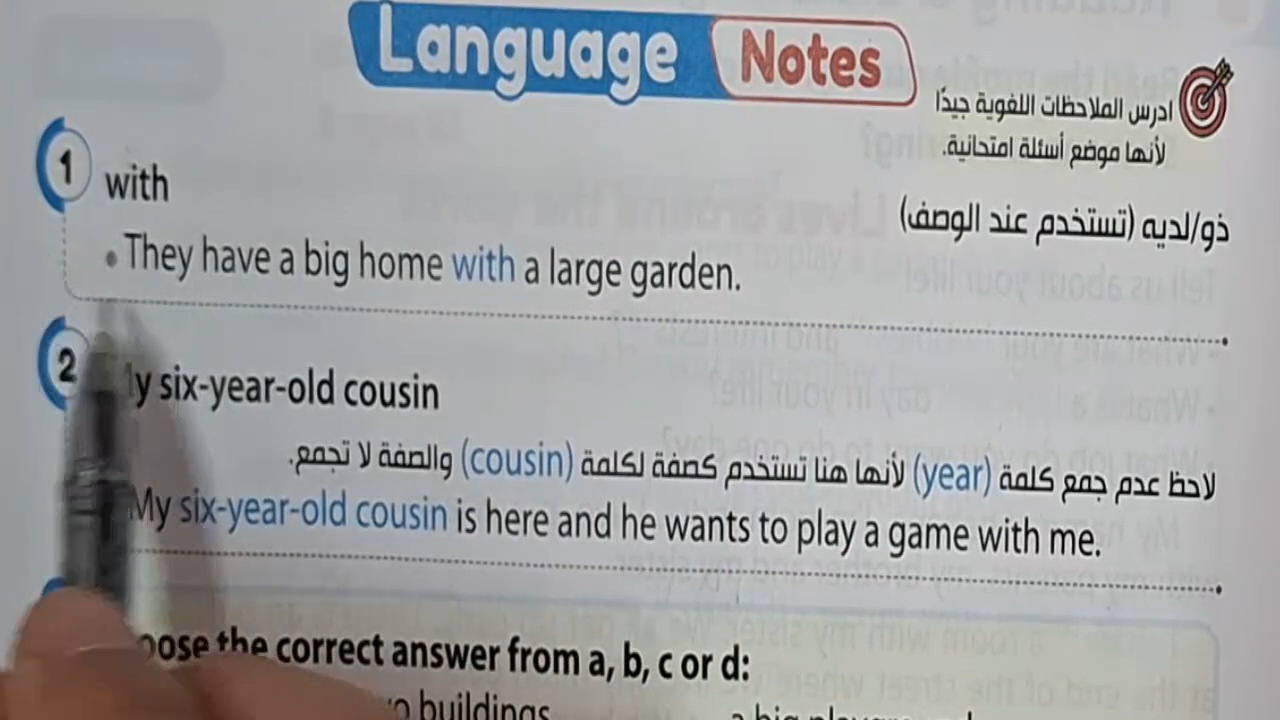 Language Notes
ادرس الملاحظات اللغوية جيدًا
لأنها موضع أسئلة امتحانية.
1 with
ذو/لديه (تستخدم عند الوصف)
• They have a big home with a large garden.
2 My six-year-old cousin
لاحظ عدم جمع كلمة (year) لأنها هنا تستخدم كصفة لكلمة (cousin) والصفة لا تجمع.
My six-year-old cousin is here and he wants to play a game with me.
the correct answer from a, b, c or d:
buildings a big